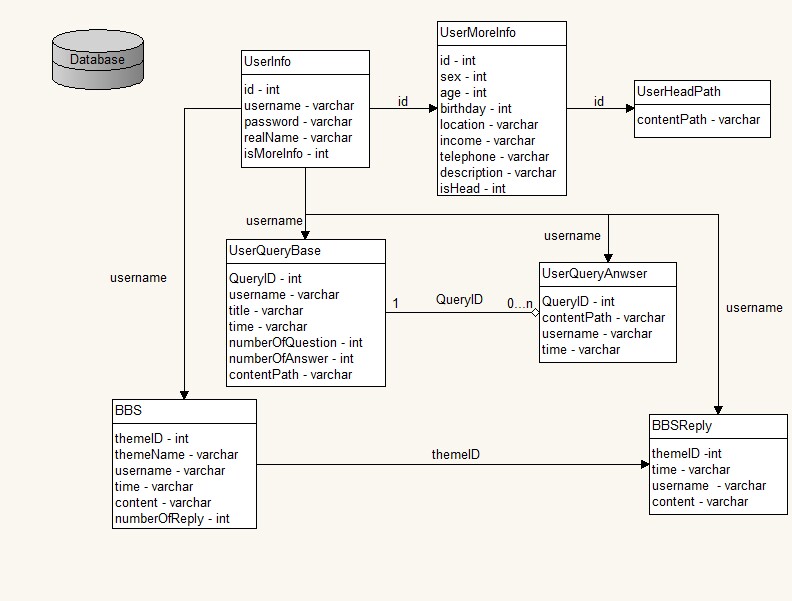 Database
UserInfo
id - int
username - varchar
password - varchar
realName - varchar
isMoreInfo - int
id
UserMoreInfo
id - int
sex - int
age - int
birthday - int
location - varchar
income - varchar
telephone - varchar
description - varchar
isHead - int
id
UserHeadPath
contentPath - varchar
username
username
username
username
UserQueryBase
QueryID - int
username - varchar
title - varchar
time - varchar
numberOfQuestion - int
numberOfAnswer - int
contentPath - varchar
1
QueryID
0...n
UserQueryAnwser
QueryID - int
contentPath - varchar
username - varchar
time - varchar
BBS
themeID - int
themeName - varchar
username - varchar
time - varchar
content - varchar
numberOfReply - int
themeID
BBSReply
themeID -int
time - varchar
username - varchar
content - varchar